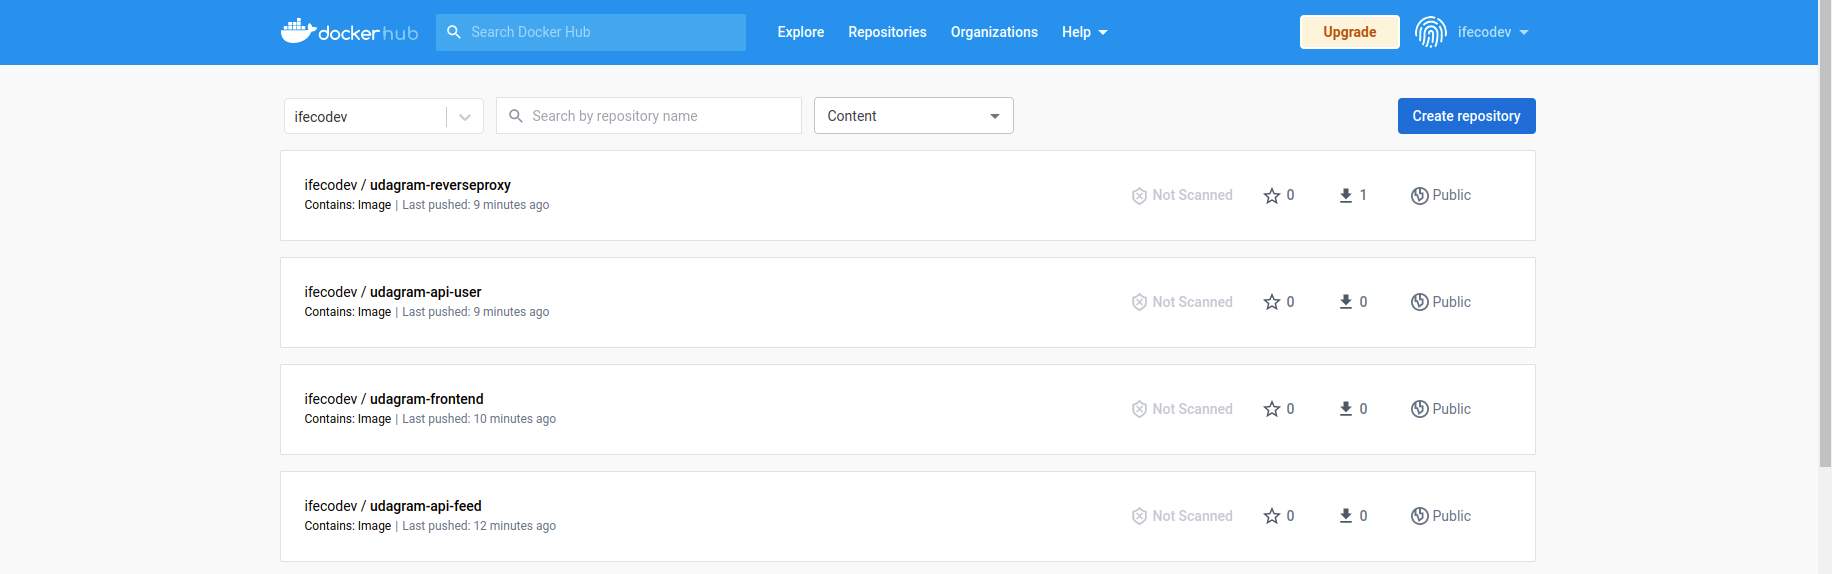 docker hub Search Docker Hub Explore Repositories Organizations Help Upgrade ifecodev
ifecodev Search by repository name Content Create repository
ifecodev / udagram-reverseproxy
Contains: Image | Last pushed: 9 minutes ago
Not Scanned 0 1 Public
ifecodev / udagram-api-user
Contains: Image | Last pushed: 9 minutes ago
Not Scanned 0 0 Public
ifecodev / udagram-frontend
Contains: Image | Last pushed: 10 minutes ago
Not Scanned 0 0 Public
ifecodev / udagram-api-feed
Contains: Image | Last pushed: 12 minutes ago
Not Scanned 0 0 Public